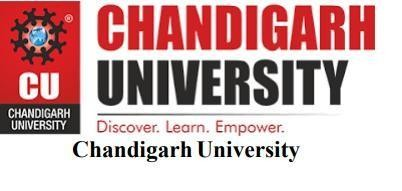 CU
CHANDIGARH
UNIVERSITY
CHANDIGARH
UNIVERSITY
Discover. Learn. Empower.
Chandigarh University